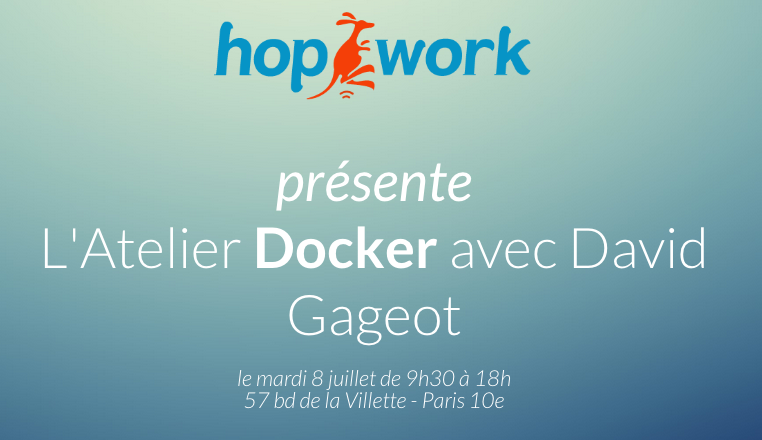 hopwork
présente
L'Atelier Docker avec David
Gageot
le mardi 8 juillet de 9h30 à 18h
57 bd de la Villette - Paris 10e